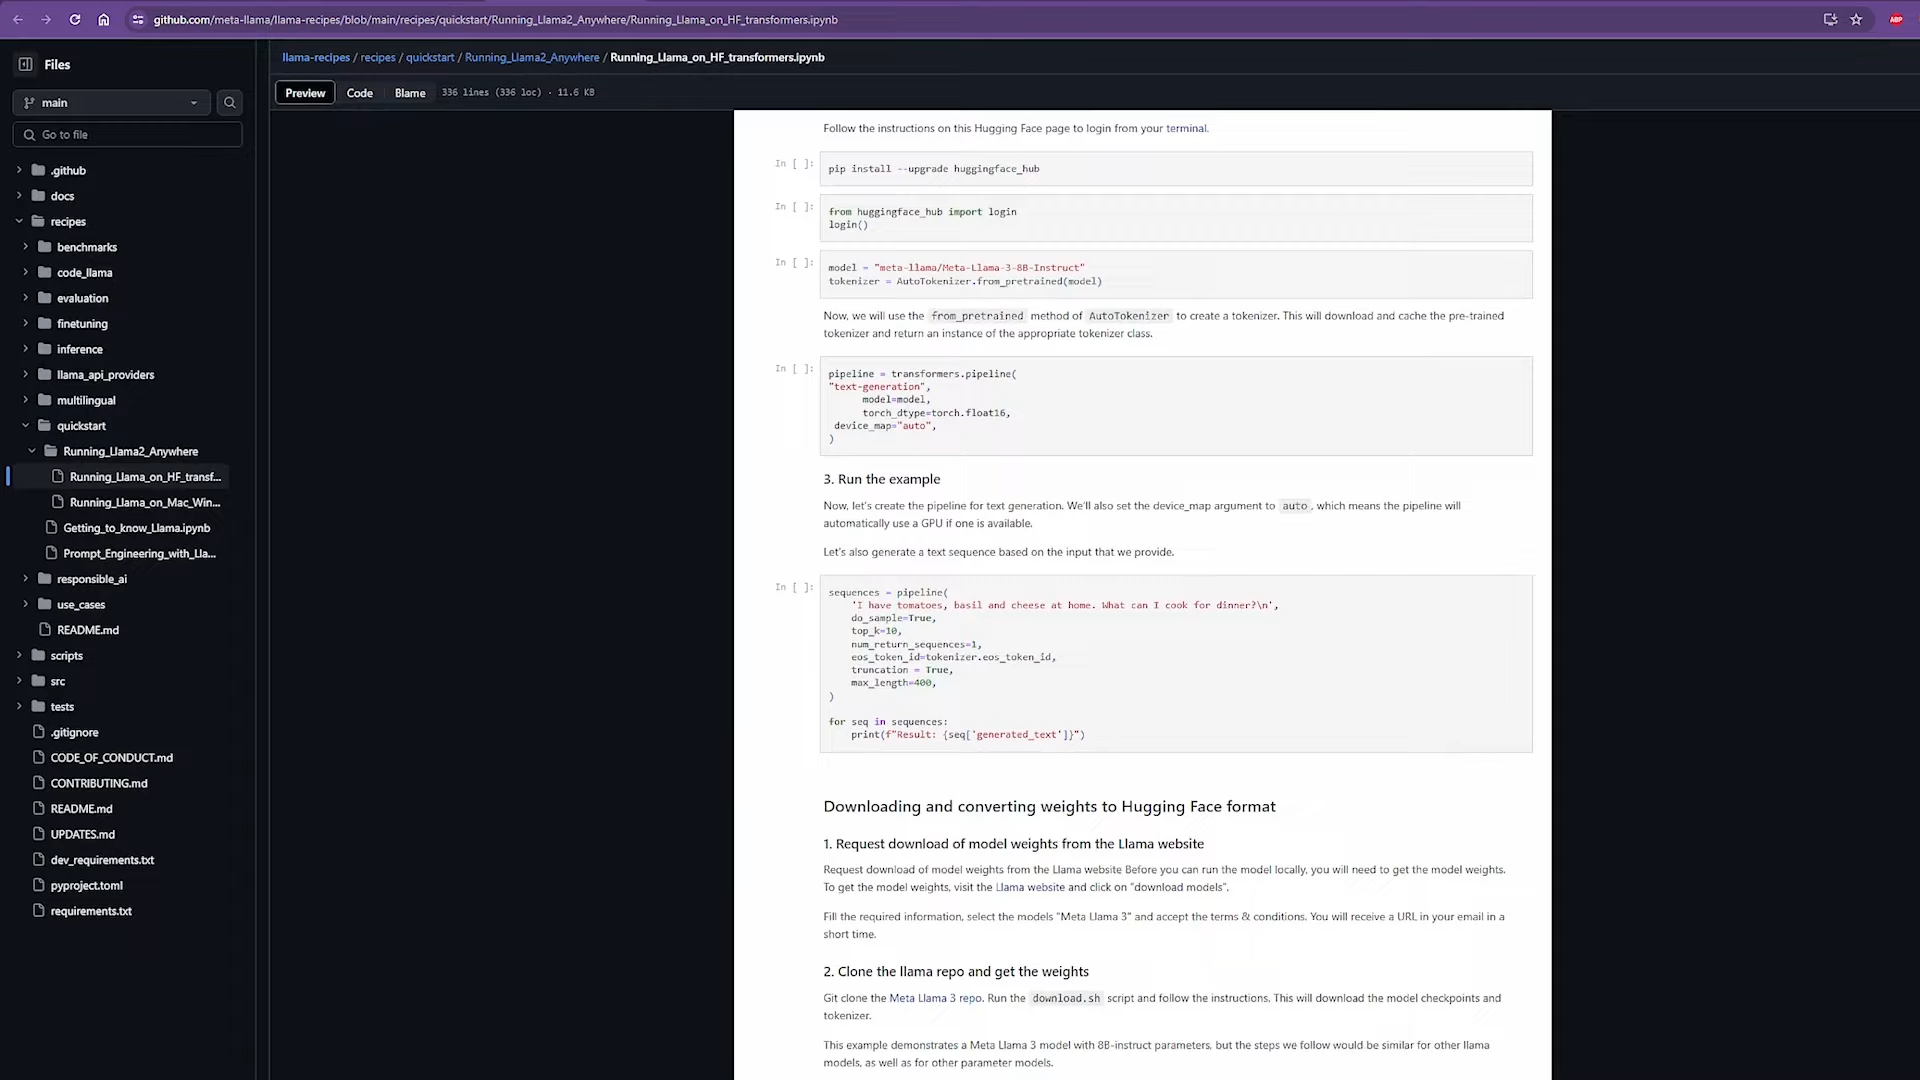 github.com/meta-llama/llama-recipes/blob/main/recipes/quickstart/Running_Llama2_Anywhere/Running_Llama_on_HF_transformers.ipynb
ABP
Files
main
Go to file
.github
docs
recipes
benchmarks
code_llama
evaluation
finetuning
inference
llama_api_providers
multilingual
quickstart
Running_Llama2_Anywhere
Running_Llama_on_HF_transf...
Running_Llama_on_Mac_Win...
Getting_to_know_Llama.ipynb
Prompt_Engineering_with_Lla...
responsible_ai
use_cases
README.md
scripts
src
tests
.gitignore
CODE_OF_CONDUCT.md
CONTRIBUTING.md
README.md
UPDATES.md
dev_requirements.txt
pyproject.toml
requirements.txt
llama-recipes / recipes / quickstart / Running_Llama2_Anywhere / Running_Llama_on_HF_transformers.ipynb
Preview Code Blame 336 lines (336 loc) · 11.6 KB
Follow the instructions on this Hugging Face page to login from your terminal.
In [ ]: pip install --upgrade huggingface_hub
In [ ]: from huggingface_hub import login
login()
In [ ]: model = "meta-llama/Meta-Llama-3-8B-Instruct"
tokenizer = AutoTokenizer.from_pretrained(model)
Now, we will use the from_pretrained method of AutoTokenizer to create a tokenizer. This will download and cache the pre-trained
tokenizer and return an instance of the appropriate tokenizer class.
In [ ]: pipeline = transformers.pipeline(
"text-generation",
model=model,
torch_dtype=torch.float16,
device_map="auto",
)
3. Run the example
Now, let's create the pipeline for text generation. We'll also set the device_map argument to auto, which means the pipeline will
automatically use a GPU if one is available.
Let's also generate a text sequence based on the input that we provide.
In [ ]: sequences = pipeline(
'I have tomatoes, basil and cheese at home. What can I cook for dinner?\n',
do_sample=True,
top_k=10,
num_return_sequences=1,
eos_token_id=tokenizer.eos_token_id,
truncation = True,
max_length=400,
)
for seq in sequences:
print(f"Result: {seq['generated_text']}")
Downloading and converting weights to Hugging Face format
1. Request download of model weights from the Llama website
Request download of model weights from the Llama website Before you can run the model locally, you will need to get the model weights.
To get the model weights, visit the Llama website and click on "download models".
Fill the required information, select the models "Meta Llama 3" and accept the terms & conditions. You will receive a URL in your email in a
short time.
2. Clone the llama repo and get the weights
Git clone the Meta Llama 3 repo. Run the download.sh script and follow the instructions. This will download the model checkpoints and
tokenizer.
This example demonstrates a Meta Llama 3 model with 8B-instruct parameters, but the steps we follow would be similar for other llama
models, as well as for other parameter models.